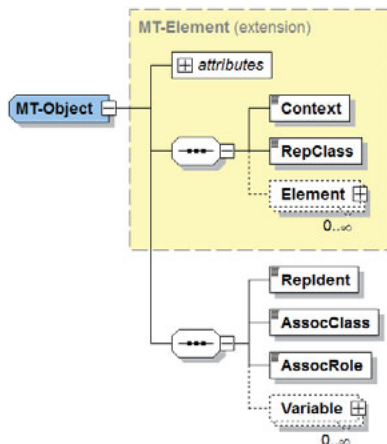 MT-Element (extension)
attributes
MT-Object
Context
RepClass
Element
0..∞
RepIdent
AssocClass
AssocRole
Variable
0..∞